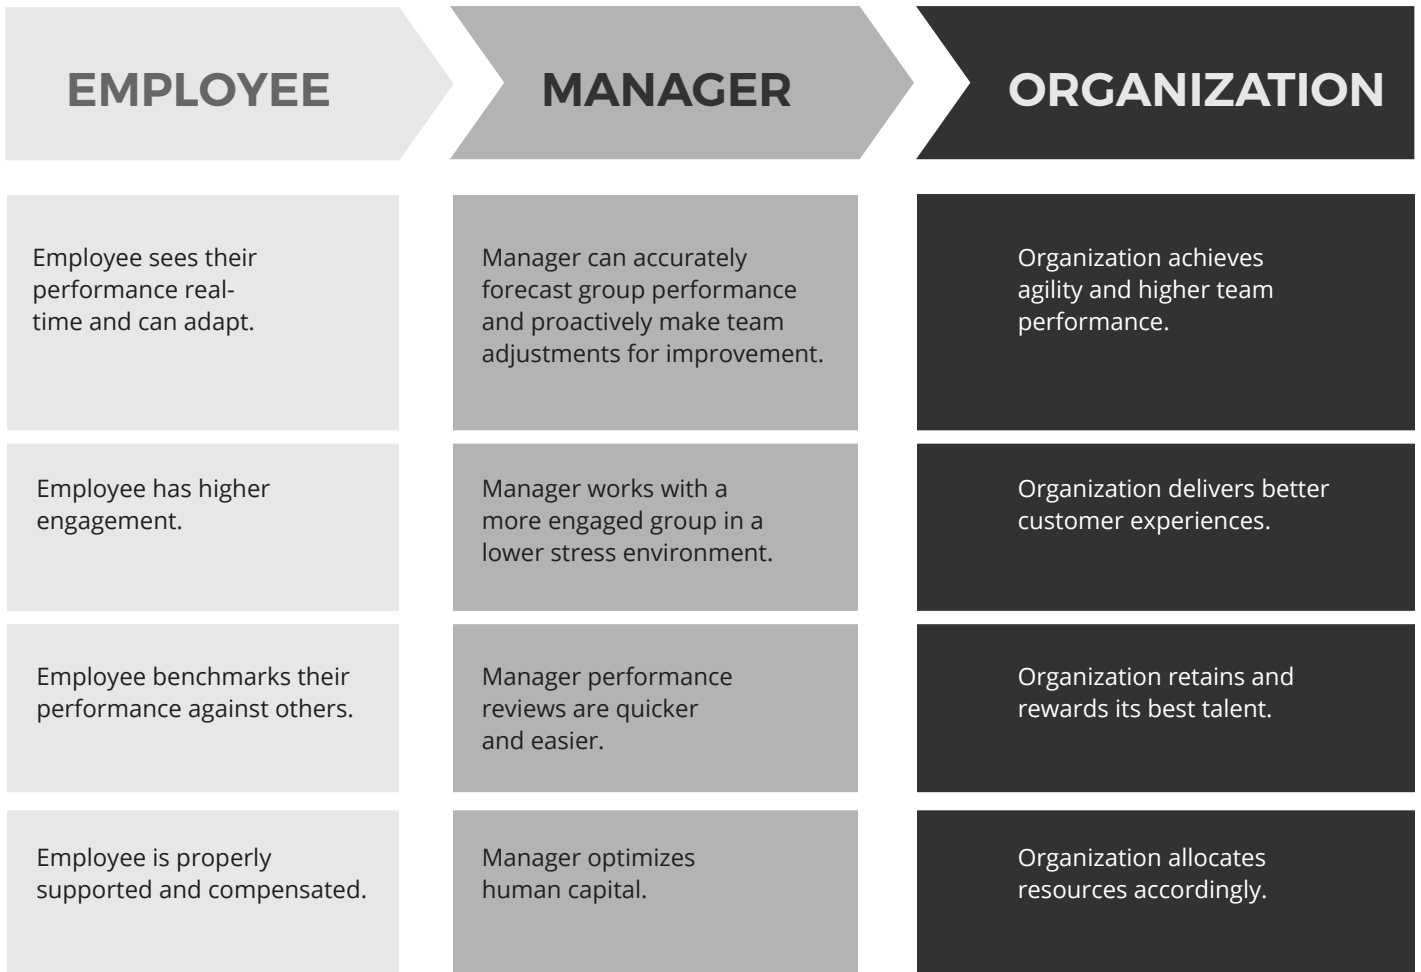 EMPLOYEE
MANAGER
ORGANIZATION
Employee sees their
performance real-
time and can adapt.
Manager can accurately
forecast group performance
and proactively make team
adjustments for improvement.
Organization achieves
agility and higher team
performance.
Employee has higher
engagement.
Manager works with a
more engaged group in a
lower stress environment.
Organization delivers better
customer experiences.
Employee benchmarks their
performance against others.
Manager performance
reviews are quicker
and easier.
Organization retains and
rewards its best talent.
Employee is properly
supported and compensated.
Manager optimizes
human capital.
Organization allocates
resources accordingly.